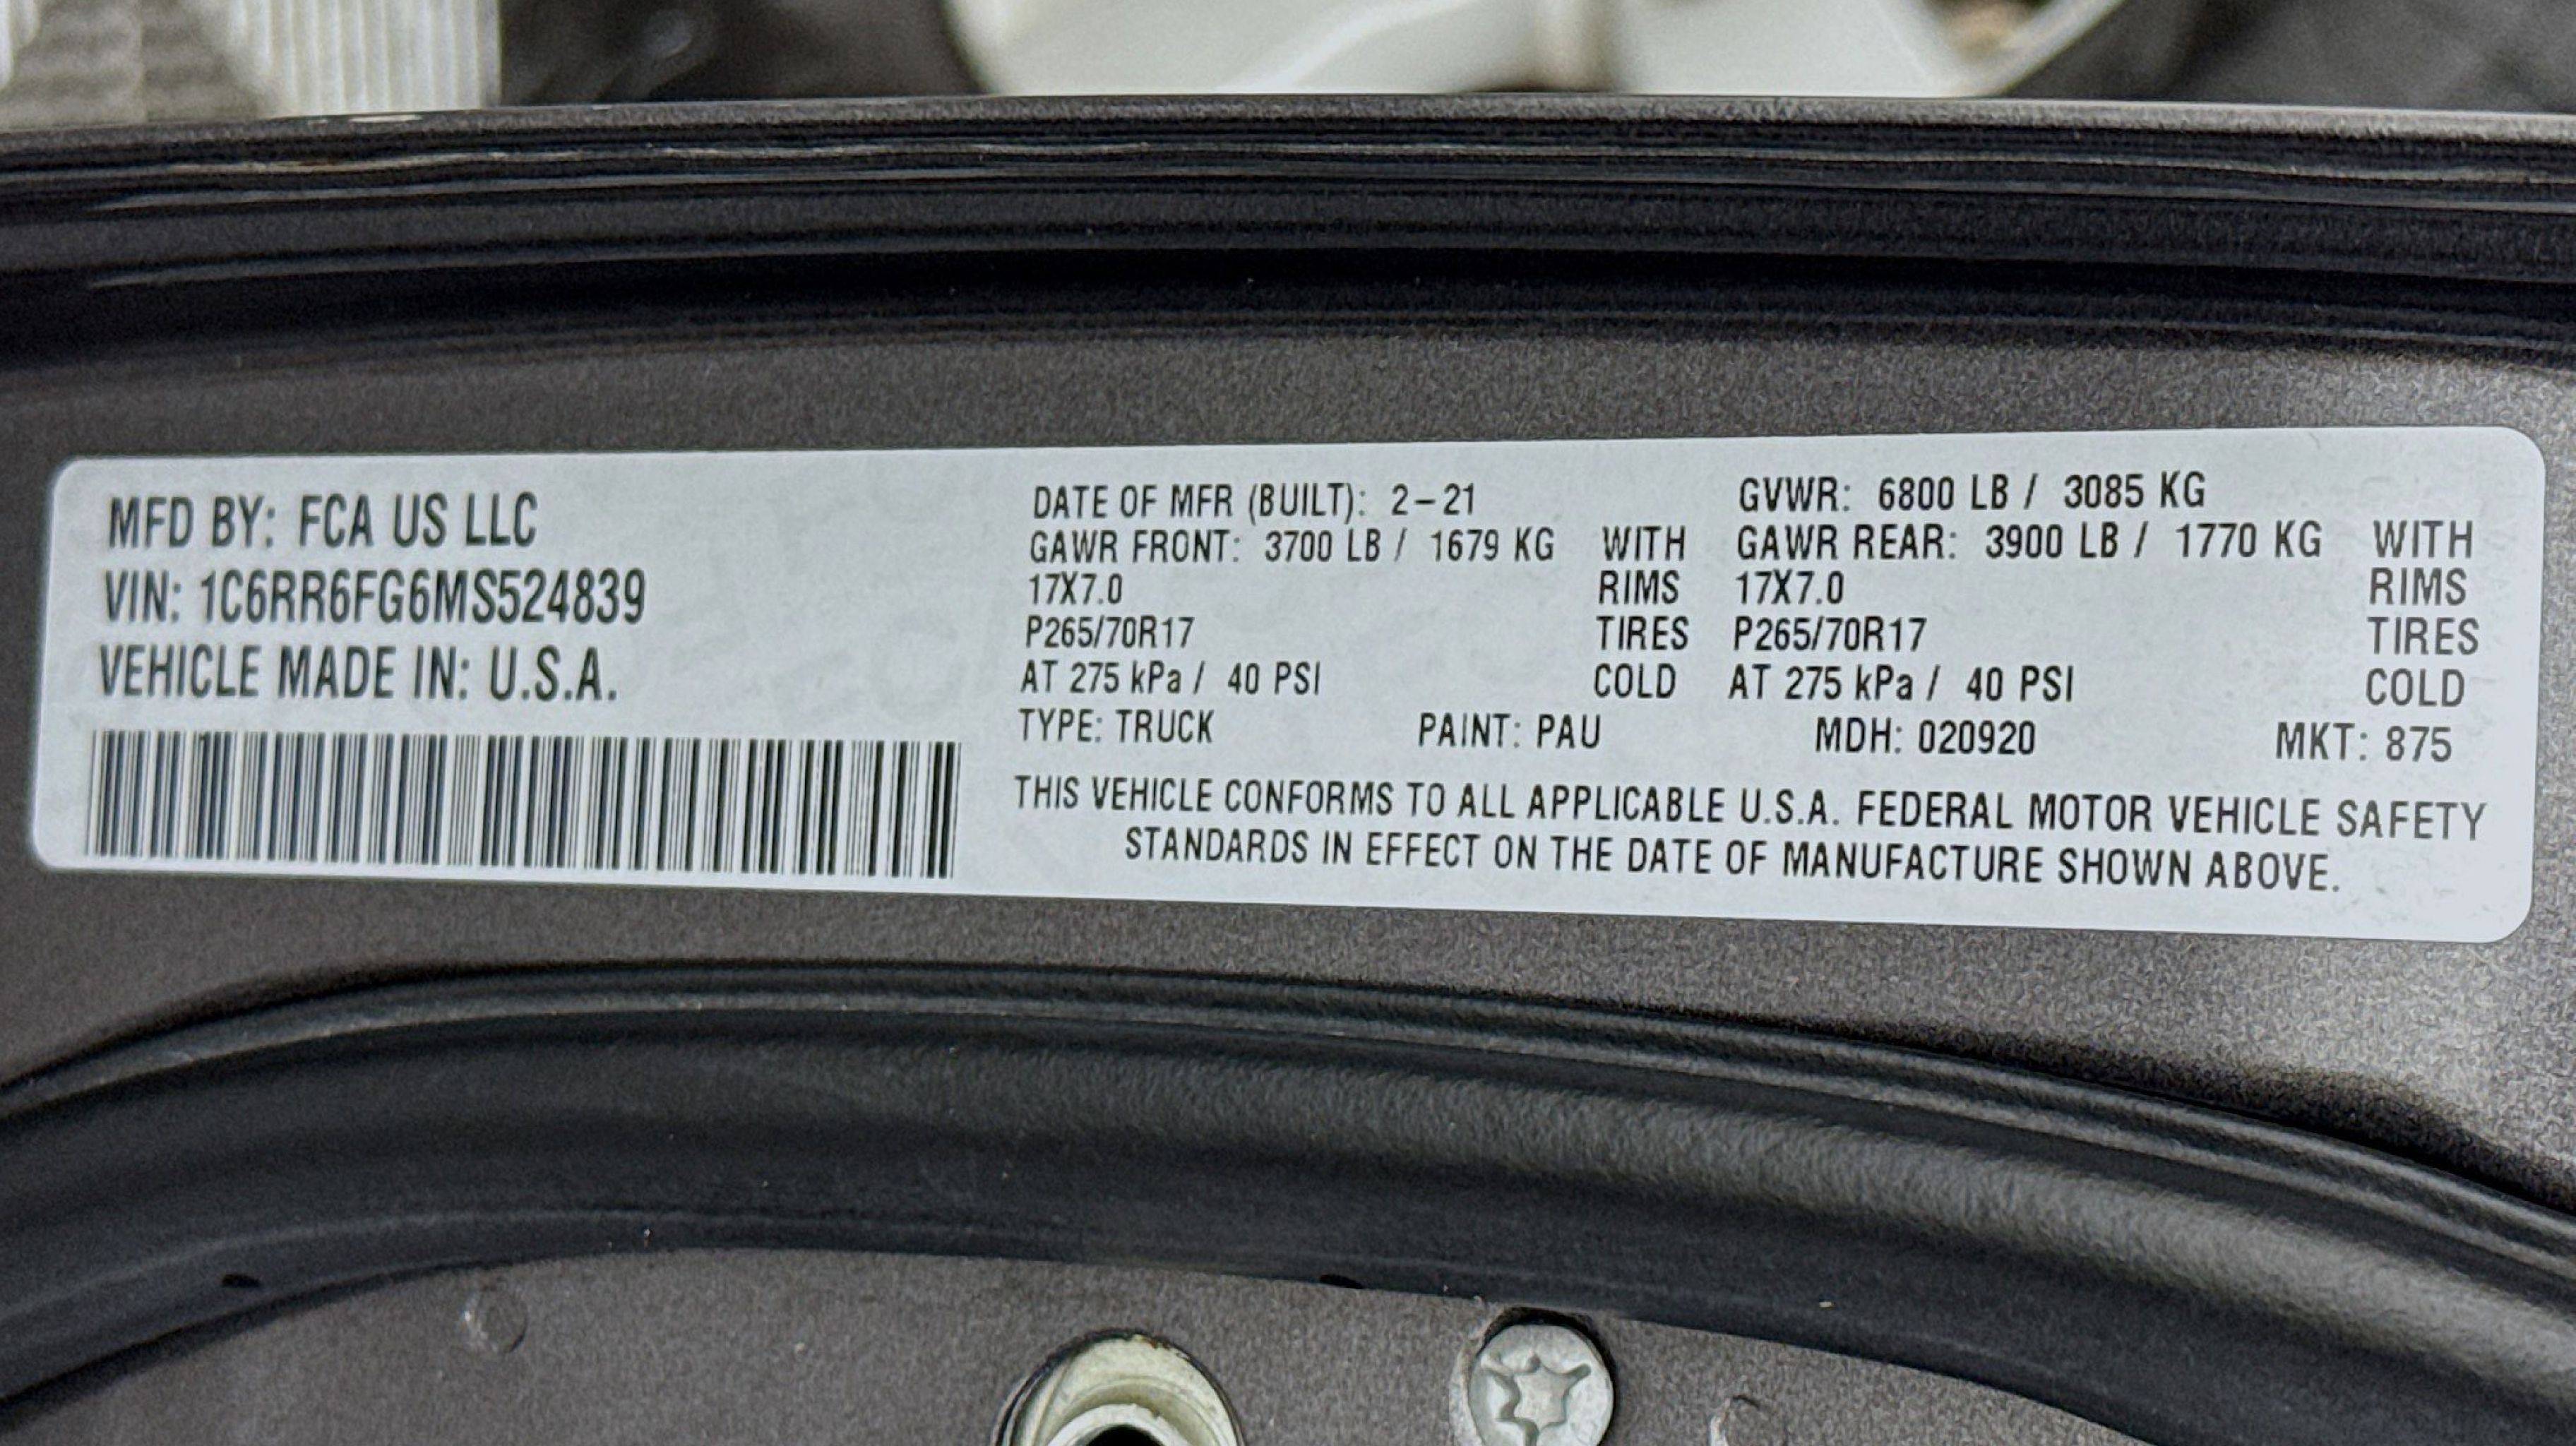 MFD BY: FCA US LLC
VIN: 1C6RR6FG6MS524839
VEHICLE MADE IN: U.S.A.
DATE OF MFR (BUILT): 2-21 GVWR: 6800 LB / 3085 KG
GAWR FRONT: 3700 LB / 1679 KG WITH GAWR REAR: 3900 LB / 1770 KG WITH
17X7.0 RIMS 17X7.0 RIMS
P265/70R17 TIRES P265/70R17 TIRES
AT 275 kPa / 40 PSI COLD AT 275 kPa / 40 PSI COLD
TYPE: TRUCK PAINT: PAU MDH: 020920 MKT: 875
THIS VEHICLE CONFORMS TO ALL APPLICABLE U.S.A. FEDERAL MOTOR VEHICLE SAFETY
STANDARDS IN EFFECT ON THE DATE OF MANUFACTURE SHOWN ABOVE.